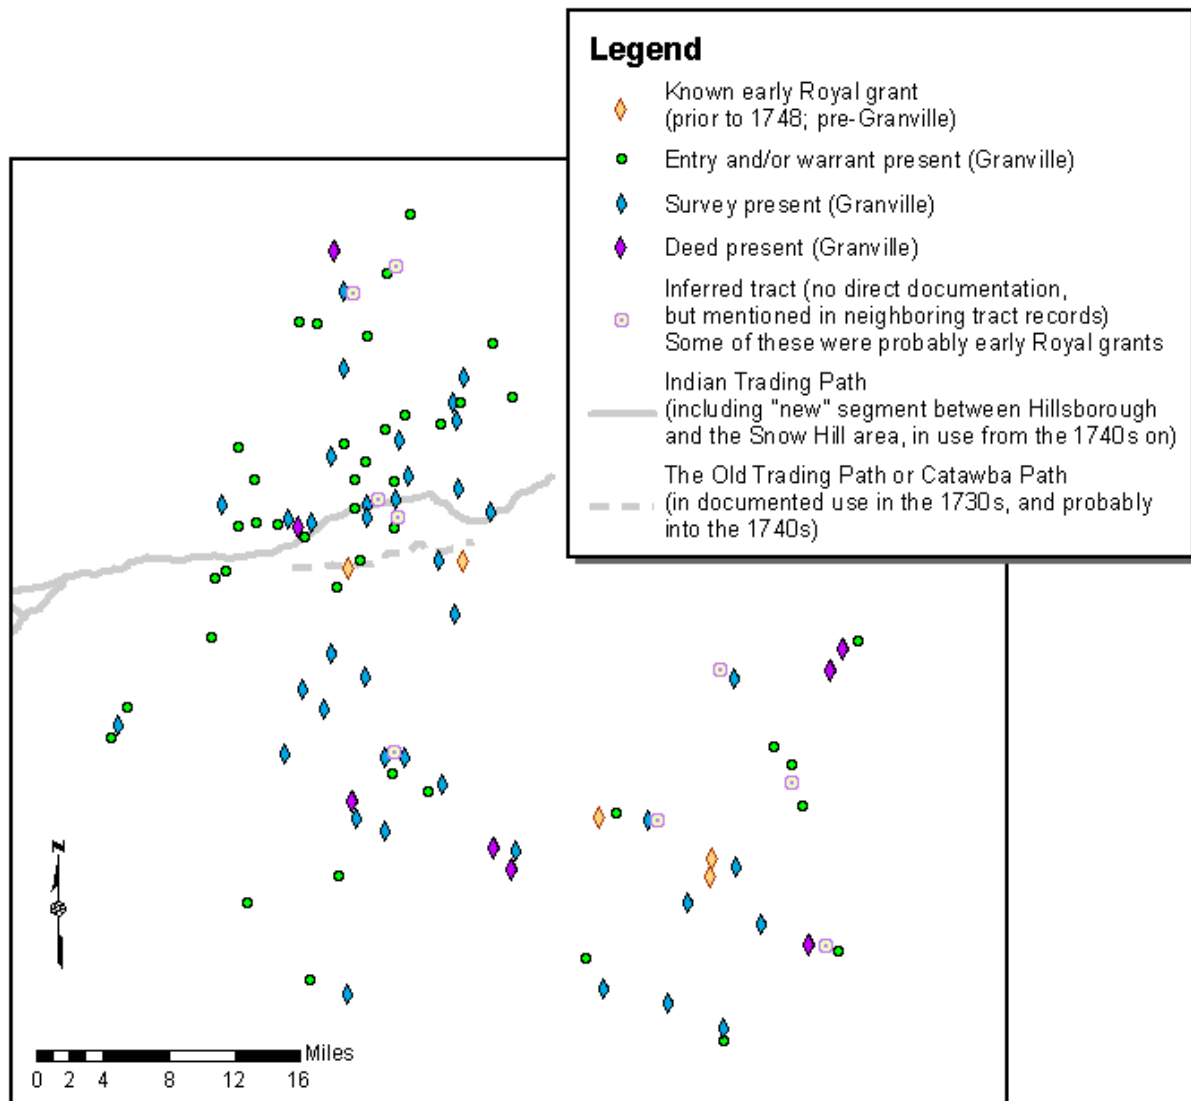 Legend
Known early Royal grant
(prior to 1748; pre-Granville)
Entry and/or warrant present (Granville)
Survey present (Granville)
Deed present (Granville)
Inferred tract (no direct documentation,
but mentioned in neighboring tract records)
Some of these were probably early Royal grants
Indian Trading Path
(including "new" segment between Hillsborough
and the Snow Hill area, in use from the 1740s on)
The Old Trading Path or Catawba Path
(in documented use in the 1730s, and probably
into the 1740s)
N
Miles
0 2 4 8 12 16